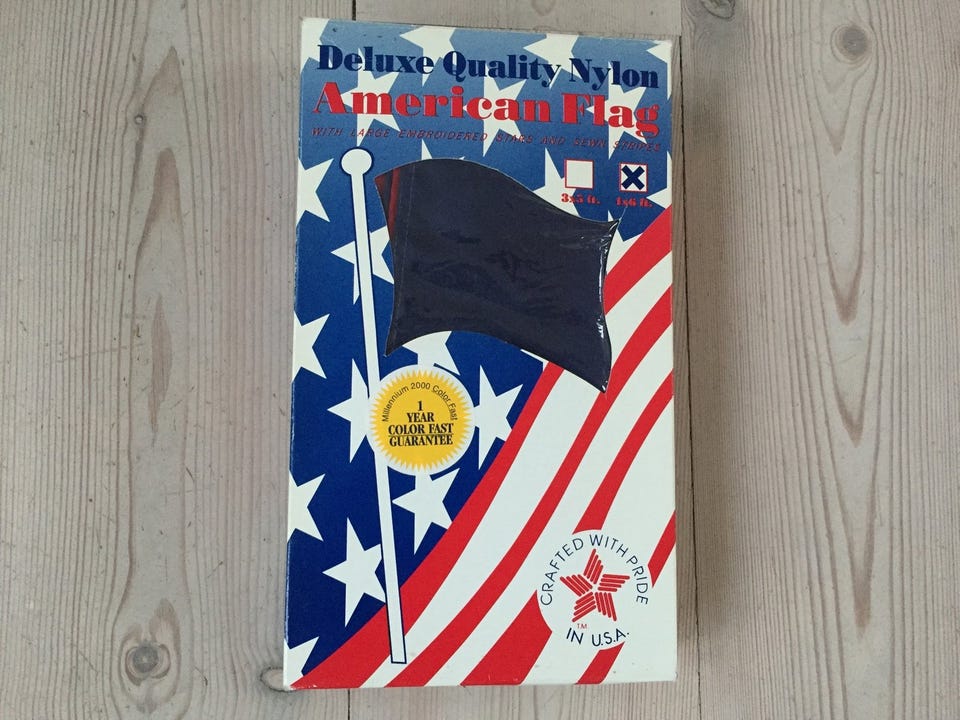 Deluxe Quality Nylon
American Flag
WITH LARGE EMBROIDERED STARS AND SEWN STRIPES
3x5 ft.
4x6 ft.
Millennium 2000 Color Fast
1
YEAR
COLOR FAST
GUARANTEE
CRAFTED WITH PRIDE
T.M.
IN U.S.A.